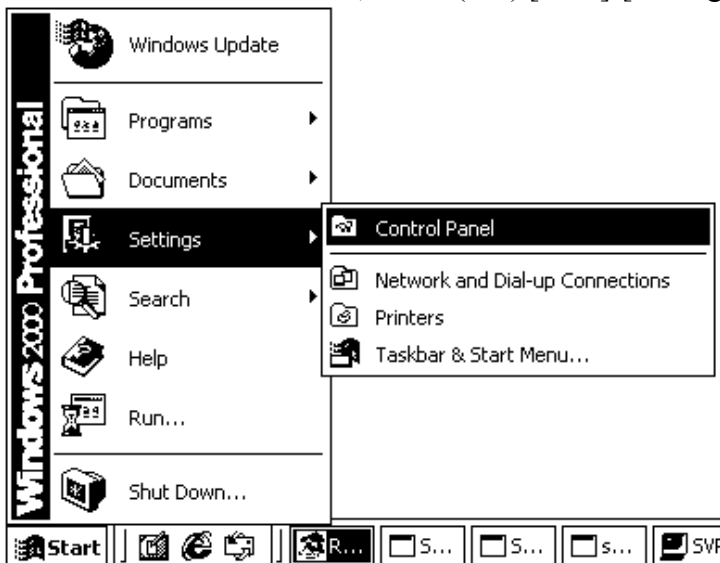 Windows 2000 Professional
Windows Update
Programs
Documents
Settings
Search
Help
Run...
Shut Down...
Control Panel
Network and Dial-up Connections
Printers
Taskbar & Start Menu...
Start
R...
S...
S...
s...
SVP